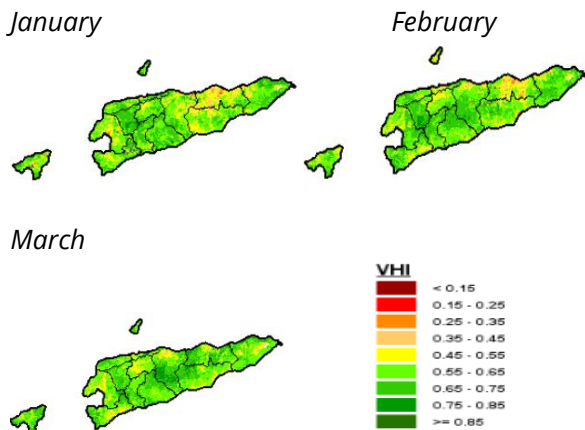 January
February
March
VHI
< 0.15
0.15 - 0.25
0.25 - 0.35
0.35 - 0.45
0.45 - 0.55
0.55 - 0.65
0.65 - 0.75
0.75 - 0.85
>= 0.85